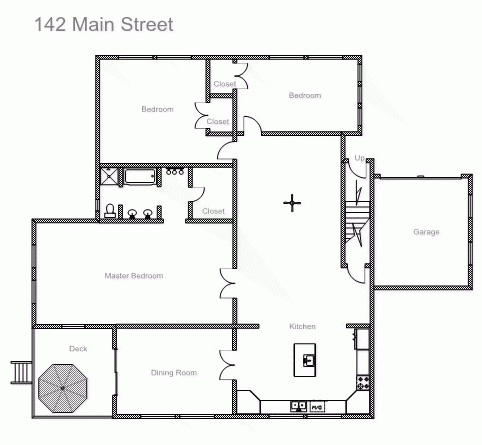 142 Main Street
Closet
Bedroom
Bedroom
Closet
Up
Closet
Garage
Master Bedroom
Kitchen
Deck
Dining Room